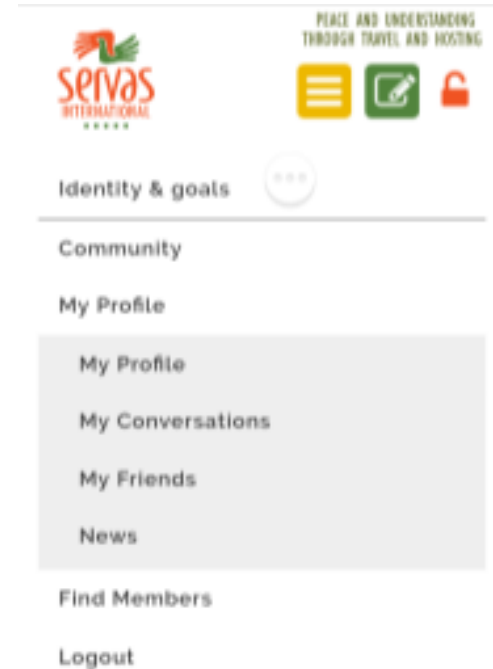 PEACE AND UNDERSTANDING
THROUGH TRAVEL AND HOSTING
servas
INTERNATIONAL
Identity & goals
Community
My Profile
My Profile
My Conversations
My Friends
News
Find Members
Logout